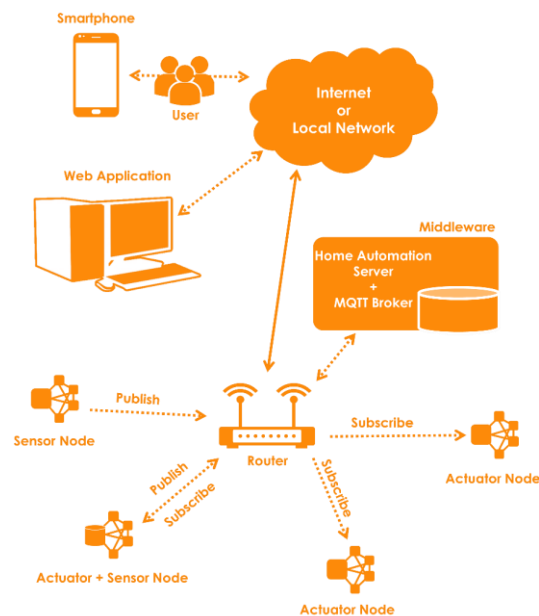 Smartphone
User
Internet
or
Local Network
Web Application
Middleware
Home Automation
Server
+
MQTT Broker
Publish
Sensor Node
Router
Subscribe
Actuator Node
Publish
Subscribe
Actuator + Sensor Node
Subscribe
Actuator Node